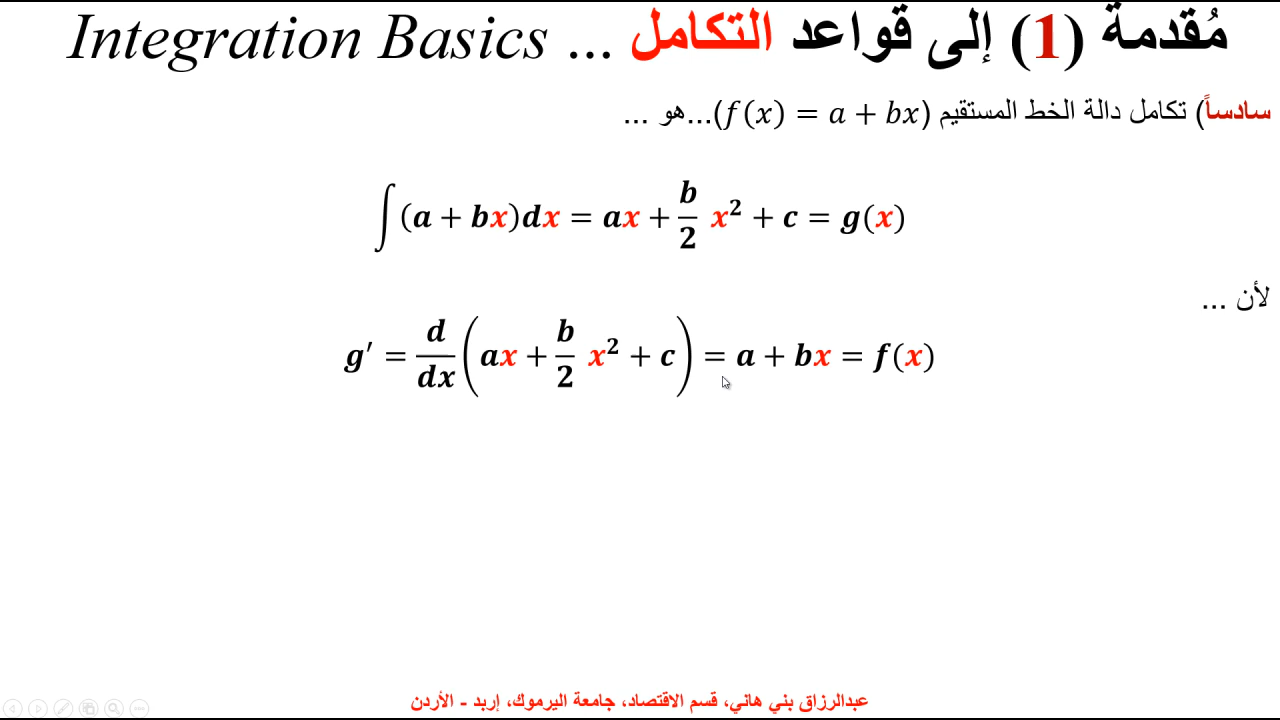 مُقدمة (1) إلى قواعد التكامل ... Integration Basics
سادساً) تكامل دالة الخط المستقيم (f(x) = a + bx)...هو ...
∫(a + bx)dx = ax + b/2 x² + c = g(x)
لأن ...
g′ = d/dx (ax + b/2 x² + c) = a + bx = f(x)
عبدالرزاق بني هاني، قسم الاقتصاد، جامعة اليرموك، إربد - الأردن